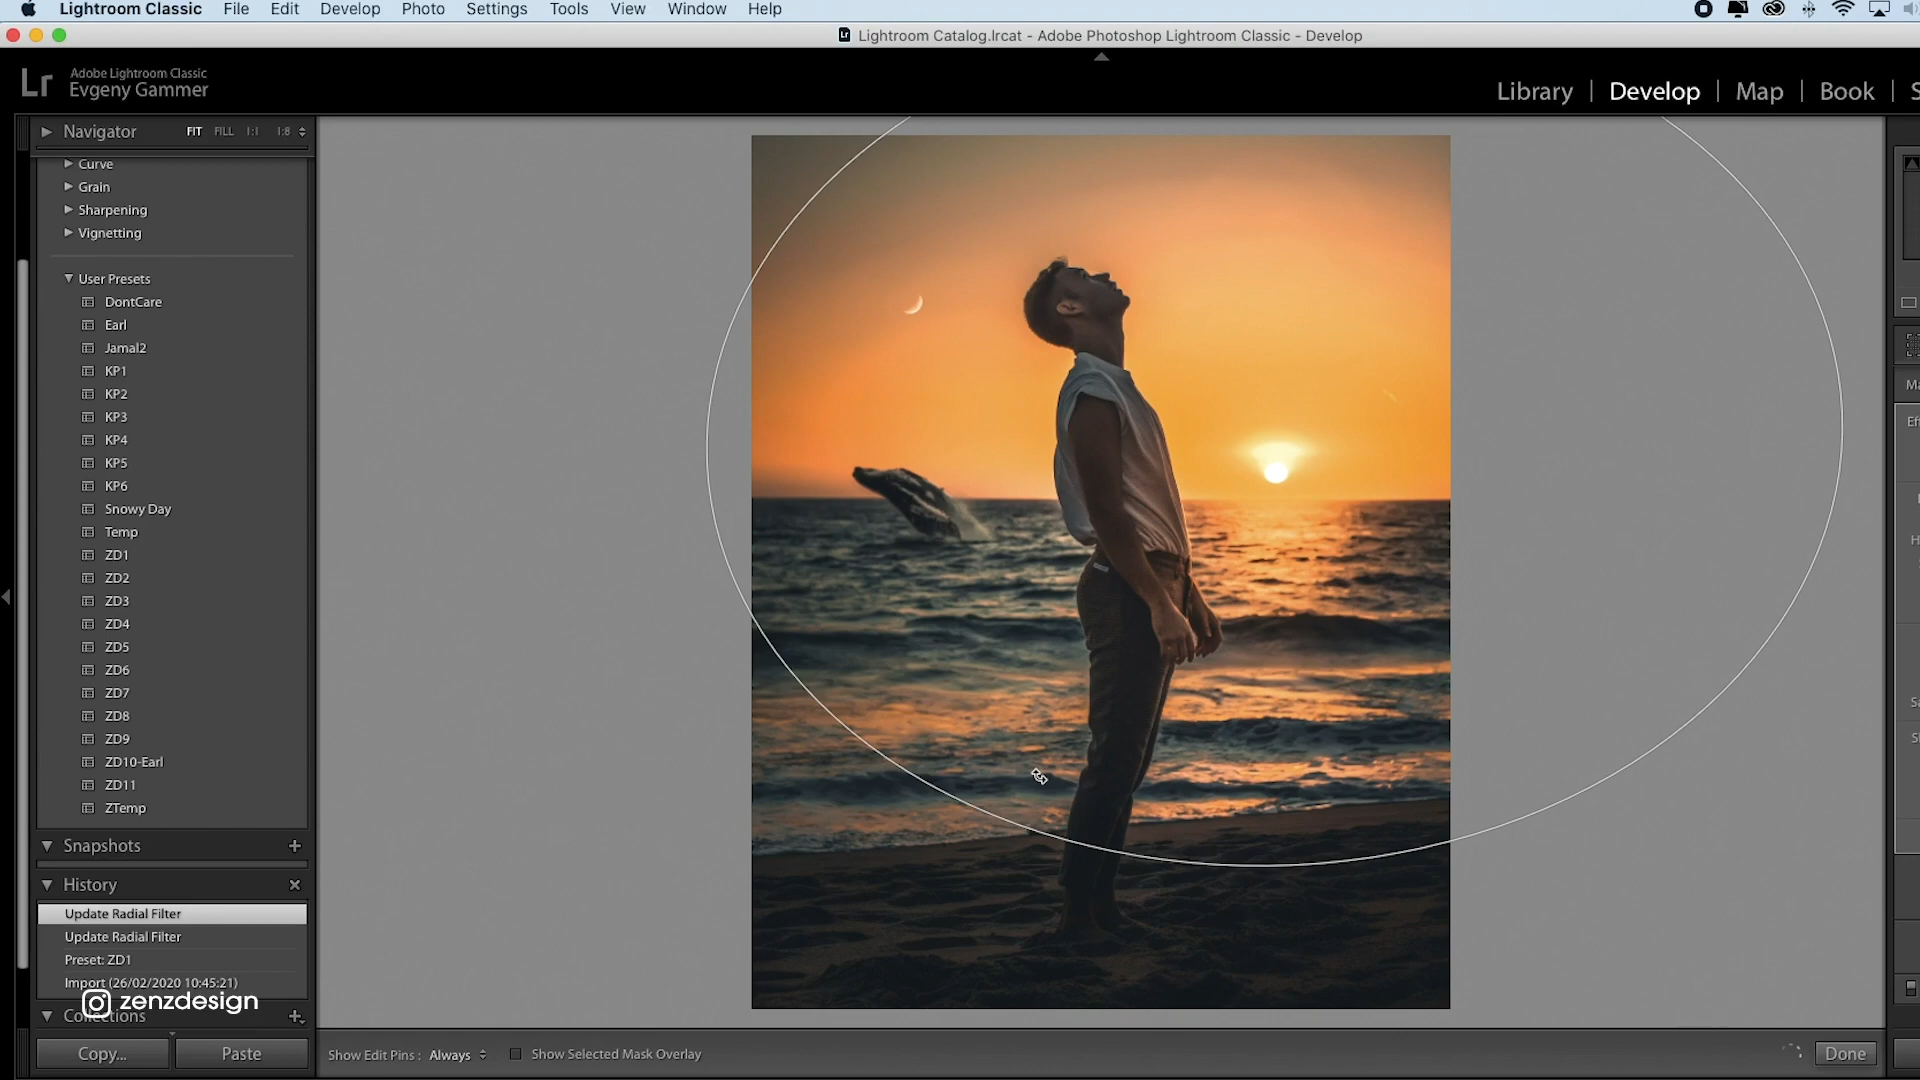 Lightroom Classic File Edit Develop Photo Settings Tools View Window Help
Lightroom Catalog.lrcat - Adobe Photoshop Lightroom Classic - Develop
Lr Adobe Lightroom Classic
Evgeny Gammer
Library | Develop | Map | Book |
Navigator FIT FILL 1:1 1:8
Curve
Grain
Sharpening
Vignetting
User Presets
DontCare
Earl
Jamal2
KP1
KP2
KP3
KP4
KP5
KP6
Snowy Day
Temp
ZD1
ZD2
ZD3
ZD4
ZD5
ZD6
ZD7
ZD8
ZD9
ZD10-Earl
ZD11
ZTemp
Snapshots
History
Update Radial Filter
Update Radial Filter
Preset: ZD1
Import (26/02/2020 10:45:21)
zenzdesign
Collections
Copy... Paste
Show Edit Pins : Always Show Selected Mask Overlay Done